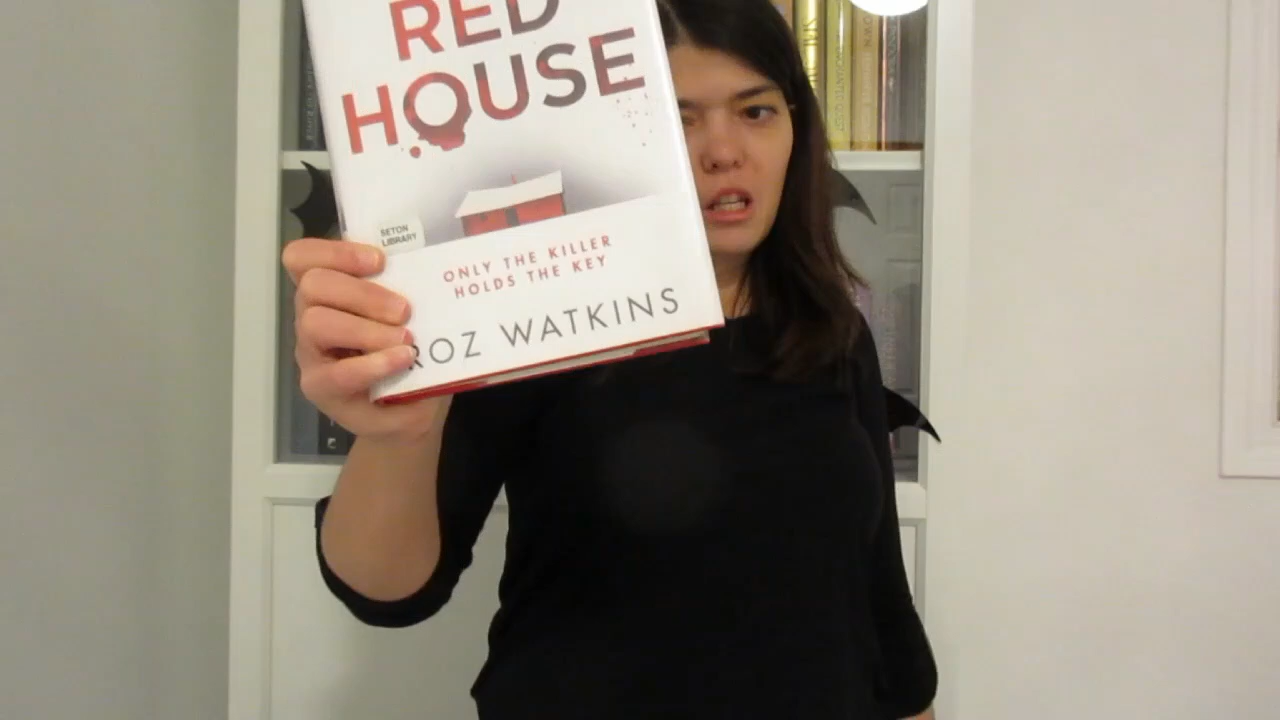 RED
HOUSE
SETON
LIBRARY
ONLY THE KILLER
HOLDS THE KEY
ROZ WATKINS